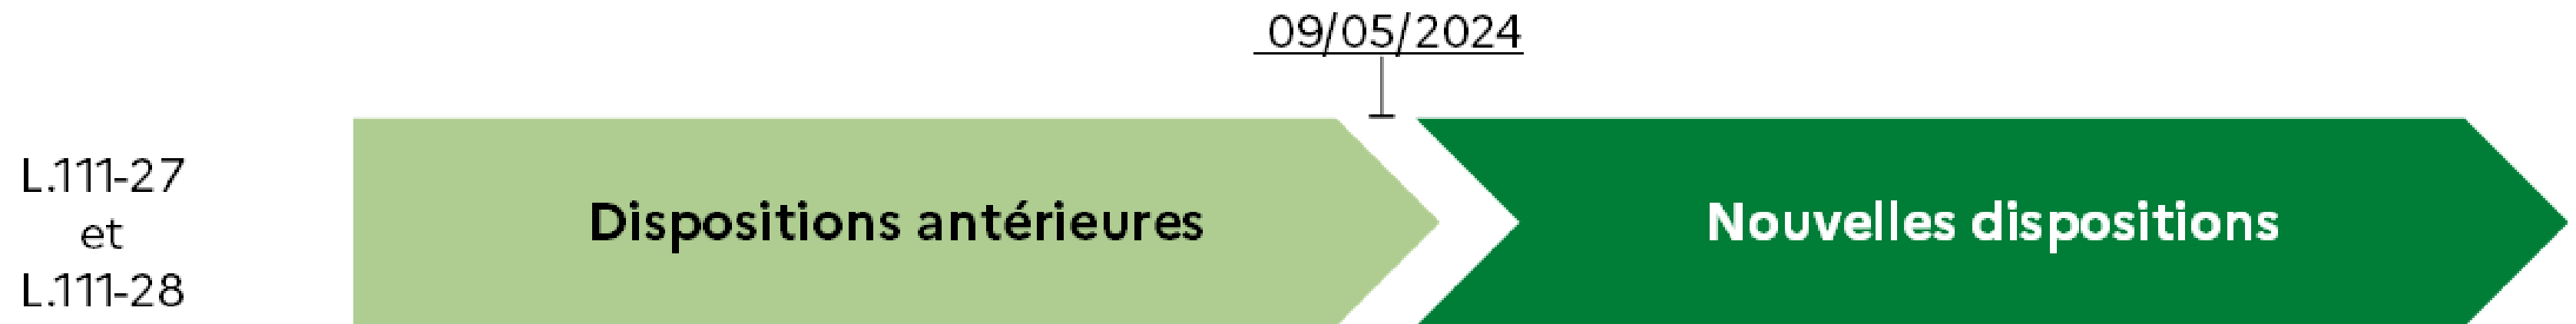 09/05/2024
L.111-27
et
L.111-28
Dispositions antérieures
Nouvelles dispositions